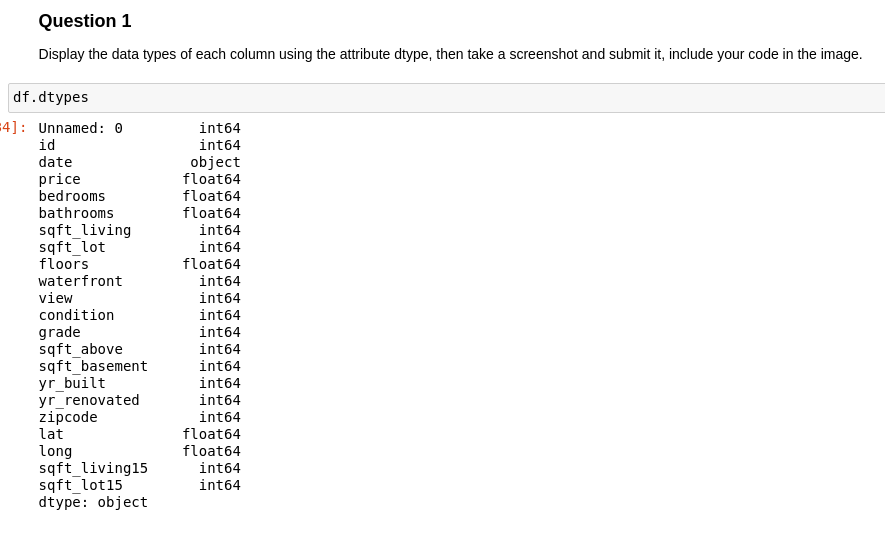 Question 1
Display the data types of each column using the attribute dtype, then take a screenshot and submit it, include your code in the image.
df.dtypes
34]: Unnamed: 0 int64
id int64
date object
price float64
bedrooms float64
bathrooms float64
sqft_living int64
sqft_lot int64
floors float64
waterfront int64
view int64
condition int64
grade int64
sqft_above int64
sqft_basement int64
yr_built int64
yr_renovated int64
zipcode int64
lat float64
long float64
sqft_living15 int64
sqft_lot15 int64
dtype: object